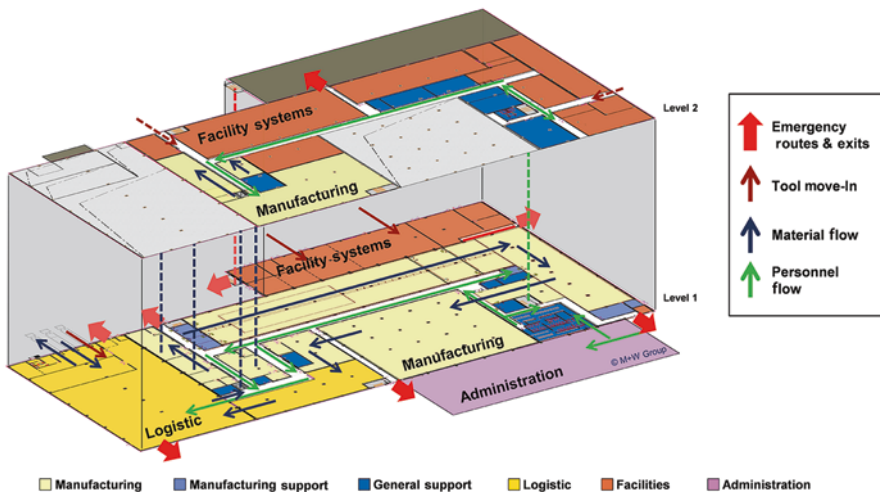 Level 2
Facility systems
Manufacturing
Emergency
routes & exits
Tool move-In
Material flow
Personnel
flow
Facility systems
Level 1
Manufacturing
© M+W Group
Administration
Logistic
Manufacturing
Manufacturing support
General support
Logistic
Facilities
Administration